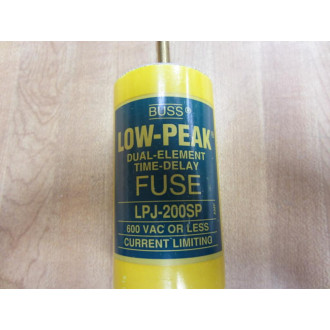 BUSS®
LOW-PEAK®
DUAL-ELEMENT
TIME-DELAY
FUSE
LPJ-200SP
600 VAC OR LESS
CURRENT LIMITING